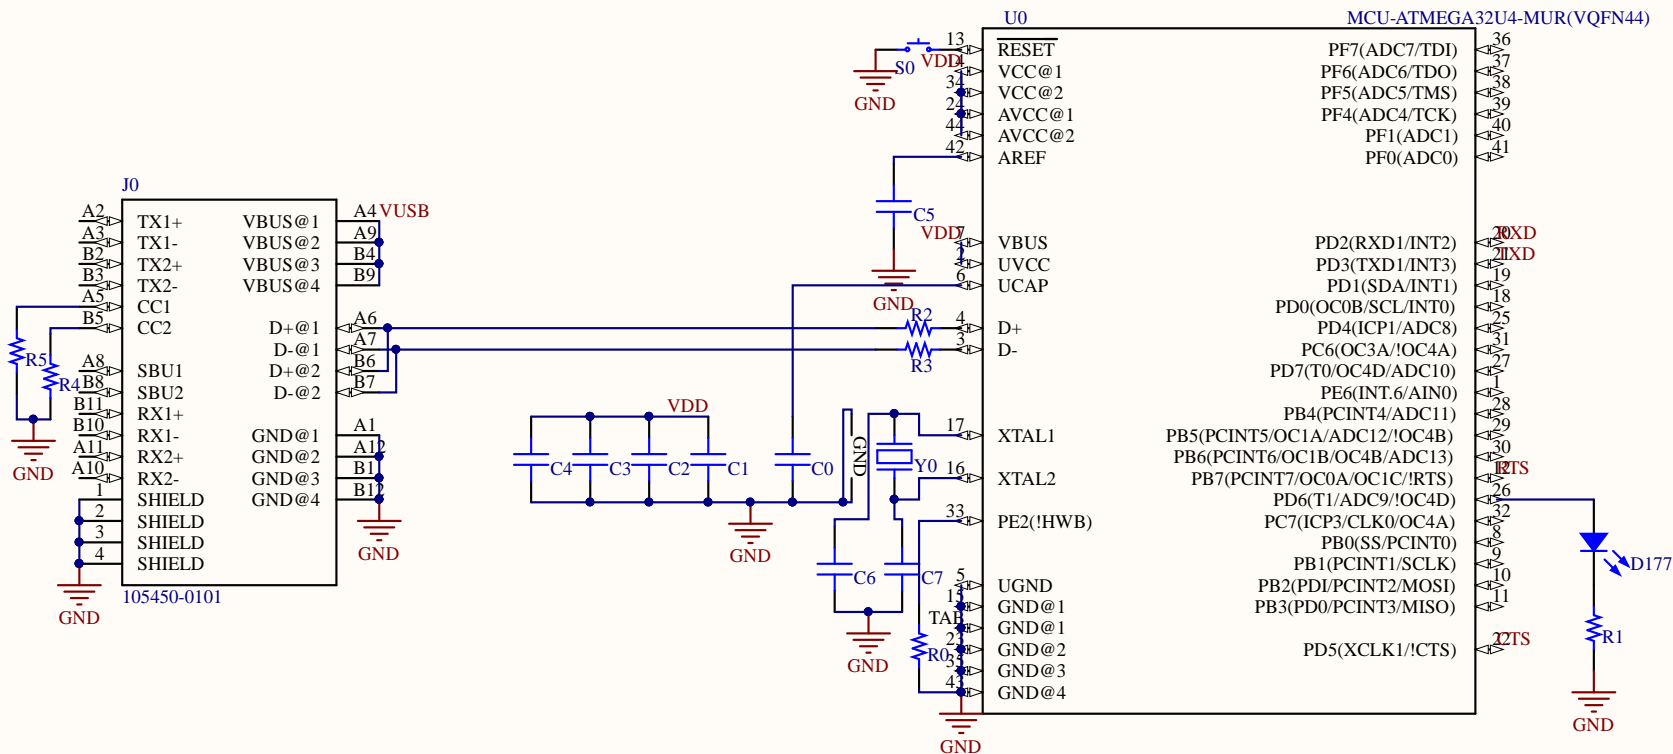 U0
MCU-ATMEGA32U4-MUR(VQFN44)
13 RESET
S0
GND
VDD
14 VCC@1
34 VCC@2
24 AVCC@1
44 AVCC@2
42 AREF
C5
GND
VDD
7 VBUS
2 UVCC
6 UCAP
R2
4 D+
3 D-
R3
17 XTAL1
16 XTAL2
Y0
33 PE2(!HWB)
5 UGND
15 GND@1
TAB GND@1
23 GND@2
35 GND@3
43 GND@4
R0
GND
PF7(ADC7/TDI) 36
PF6(ADC6/TDO) 37
PF5(ADC5/TMS) 38
PF4(ADC4/TCK) 39
PF1(ADC1) 40
PF0(ADC0) 41
PD2(RXD1/INT2) 20 RXD
PD3(TXD1/INT3) 21 TXD
PD1(SDA/INT1) 19
PD0(OC0B/SCL/INT0) 18
PD4(ICP1/ADC8) 25
PC6(OC3A/!OC4A) 31
PD7(T0/OC4D/ADC10) 27
PE6(INT.6/AIN0) 1
PB4(PCINT4/ADC11) 28
PB5(PCINT5/OC1A/ADC12/!OC4B) 29
PB6(PCINT6/OC1B/OC4B/ADC13) 30
PB7(PCINT7/OC0A/OC1C/!RTS) 12 RTS
PD6(T1/ADC9/!OC4D) 26
PC7(ICP3/CLK0/OC4A) 32
PB0(SS/PCINT0) 8
PB1(PCINT1/SCLK) 9
PB2(PDI/PCINT2/MOSI) 10
PB3(PD0/PCINT3/MISO) 11
PD5(XCLK1/!CTS) 22 CTS
D177
R1
GND
J0
A2 TX1+
A3 TX1-
B2 TX2+
B3 TX2-
A5 CC1
B5 CC2
A8 SBU1
B8 SBU2
B11 RX1+
B10 RX1-
A11 RX2+
A10 RX2-
1 SHIELD
2 SHIELD
3 SHIELD
4 SHIELD
VBUS@1 A4 VUSB
VBUS@2 A9
VBUS@3 B4
VBUS@4 B9
D+@1 A6
D-@1 A7
D+@2 B6
D-@2 B7
GND@1 A1
GND@2 A12
GND@3 B1
GND@4 B12
GND
105450-0101
R5
R4
GND
GND
VDD
C4
C3
C2
C1
C0
GND
GND
C6
C7
GND